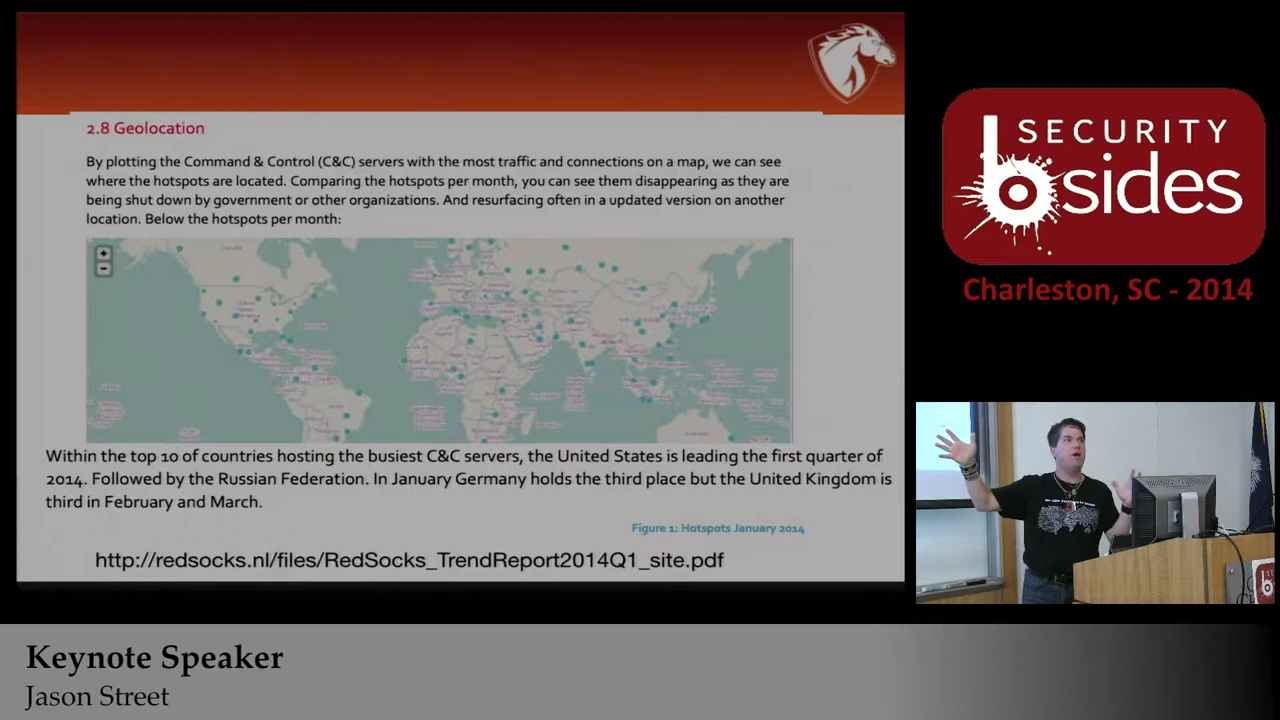 2.8 Geolocation
By plotting the Command & Control (C&C) servers with the most traffic and connections on a map, we can see
where the hotspots are located. Comparing the hotspots per month, you can see them disappearing as they are
being shut down by government or other organizations. And resurfacing often in a updated version on another
location. Below the hotspots per month:
Within the top 10 of countries hosting the busiest C&C servers, the United States is leading the first quarter of
2014. Followed by the Russian Federation. In January Germany holds the third place but the United Kingdom is
third in February and March.
Figure 1: Hotspots January 2014
http://redsocks.nl/files/RedSocks_TrendReport2014Q1_site.pdf
SECURITY
bsides
Charleston, SC - 2014
Keynote Speaker
Jason Street